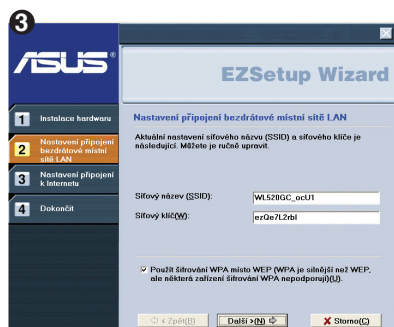 3
ASUS®
EZSetup Wizard
1 Instalace hardwaru
2 Nastavení připojení
bezdrátové místní
sítě LAN
3 Nastavení připojení
k Internetu
4 Dokončit
Nastavení připojení bezdrátové místní sítě LAN
Aktuální nastavení síťového názvu (SSID) a síťového klíče je
následující. Můžete je ručně upravit.
Síťový název (SSID): WL520GC_ocU1
Síťový klíč(W): ezQe7L2rbl
Použít šifrování WPA místo WEP (WPA je silnější než WEP,
ale některá zařízení šifrování WPA nepodporují)(U).
< Zpět(B) Další >(N) Storno(C)